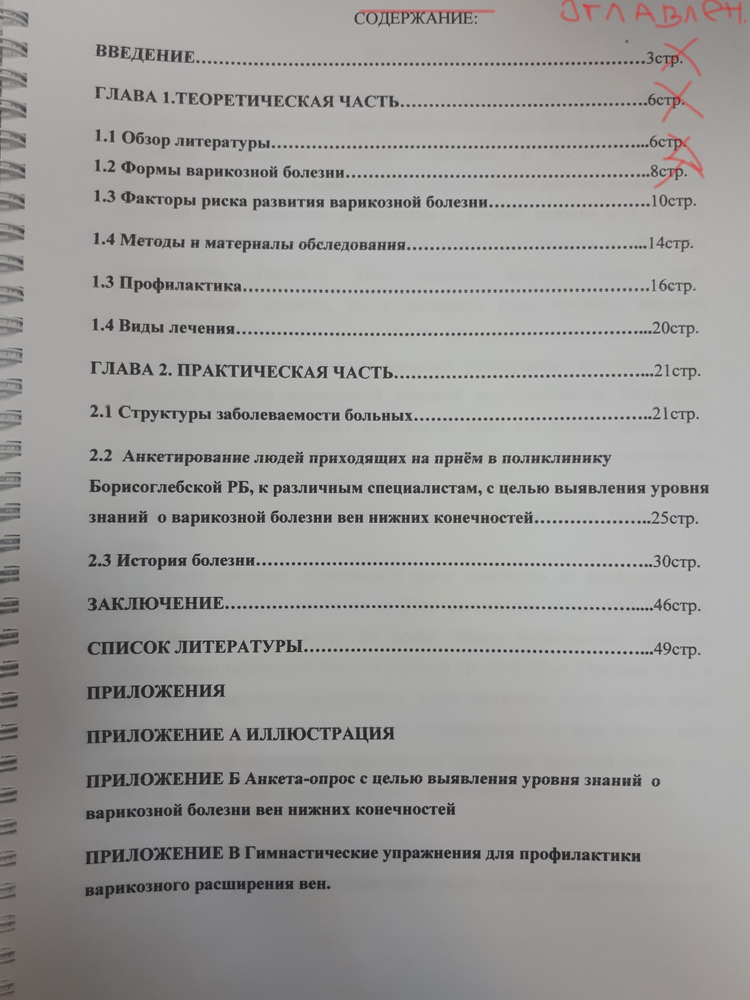 ОГЛАВЛЕН.
СОДЕРЖАНИЕ:
ВВЕДЕНИЕ……………………………………………………………………3стр.
ГЛАВА 1.ТЕОРЕТИЧЕСКАЯ ЧАСТЬ……………………………………..6стр.
1.1 Обзор литературы………………………………………………………...6стр.
1.2 Формы варикозной болезни……………………………………………..8стр.
1.3 Факторы риска развития варикозной болезни……………………….10стр.
1.4 Методы и материалы обследования…………………………………...14стр.
1.3 Профилактика…………………………………………………………….16стр.
1.4 Виды лечения……………………………………………………………...20стр.
ГЛАВА 2. ПРАКТИЧЕСКАЯ ЧАСТЬ……………………………………...21стр.
2.1 Структуры заболеваемости больных…………………………………..21стр.
2.2 Анкетирование людей приходящих на приём в поликлинику
Борисоглебской РБ, к различным специалистам, с целью выявления уровня
знаний о варикозной болезни вен нижних конечностей………………..25стр.
2.3 История болезни…………………………………………………………..30стр.
ЗАКЛЮЧЕНИЕ……………………………………………………………....46стр.
СПИСОК ЛИТЕРАТУРЫ…………………………………………………...49стр.
ПРИЛОЖЕНИЯ
ПРИЛОЖЕНИЕ А ИЛЛЮСТРАЦИЯ
ПРИЛОЖЕНИЕ Б Анкета-опрос с целью выявления уровня знаний о
варикозной болезни вен нижних конечностей
ПРИЛОЖЕНИЕ В Гимнастические упражнения для профилактики
варикозного расширения вен.